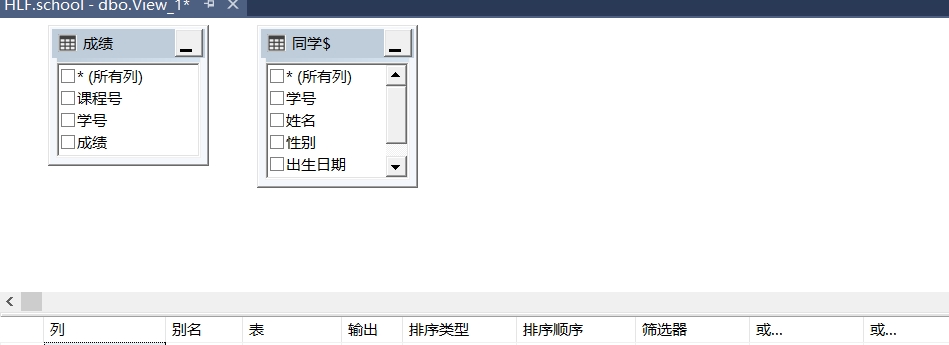 HLF.school - dbo.View_1*
成绩
* (所有列)
课程号
学号
成绩
同学$
* (所有列)
学号
姓名
性别
出生日期
列 别名 表 输出 排序类型 排序顺序 筛选器 或... 或...